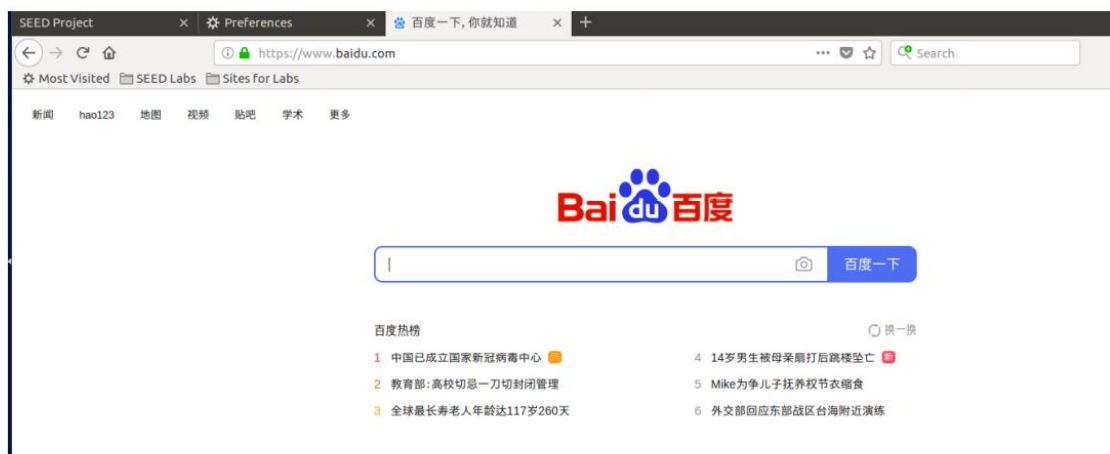 SEED Project Preferences 百度一下,你就知道
https://www.baidu.com Search
Most Visited SEED Labs Sites for Labs
新闻 hao123 地图 视频 贴吧 学术 更多
Bai du 百度
百度一下
百度热榜 换一换
1 中国已成立国家新冠病毒中心
4 14岁男生被母亲扇打后跳楼坠亡 新
2 教育部:高校切忌一刀切封闭管理
5 Mike为争儿子抚养权节衣缩食
3 全球最长寿老人年龄达117岁260天
6 外交部回应东部战区台海附近演练